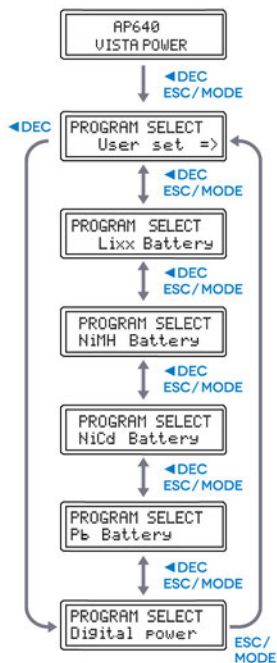 AP640
VISTA POWER
◄DEC
ESC/MODE
◄DEC
PROGRAM SELECT
User set =>
◄DEC
ESC/MODE
PROGRAM SELECT
Lixx Battery
◄DEC
ESC/MODE
PROGRAM SELECT
NiMH Battery
◄DEC
ESC/MODE
PROGRAM SELECT
NiCd Battery
◄DEC
ESC/MODE
PROGRAM SELECT
Pb Battery
◄DEC
ESC/MODE
PROGRAM SELECT
Digital power
ESC/
MODE